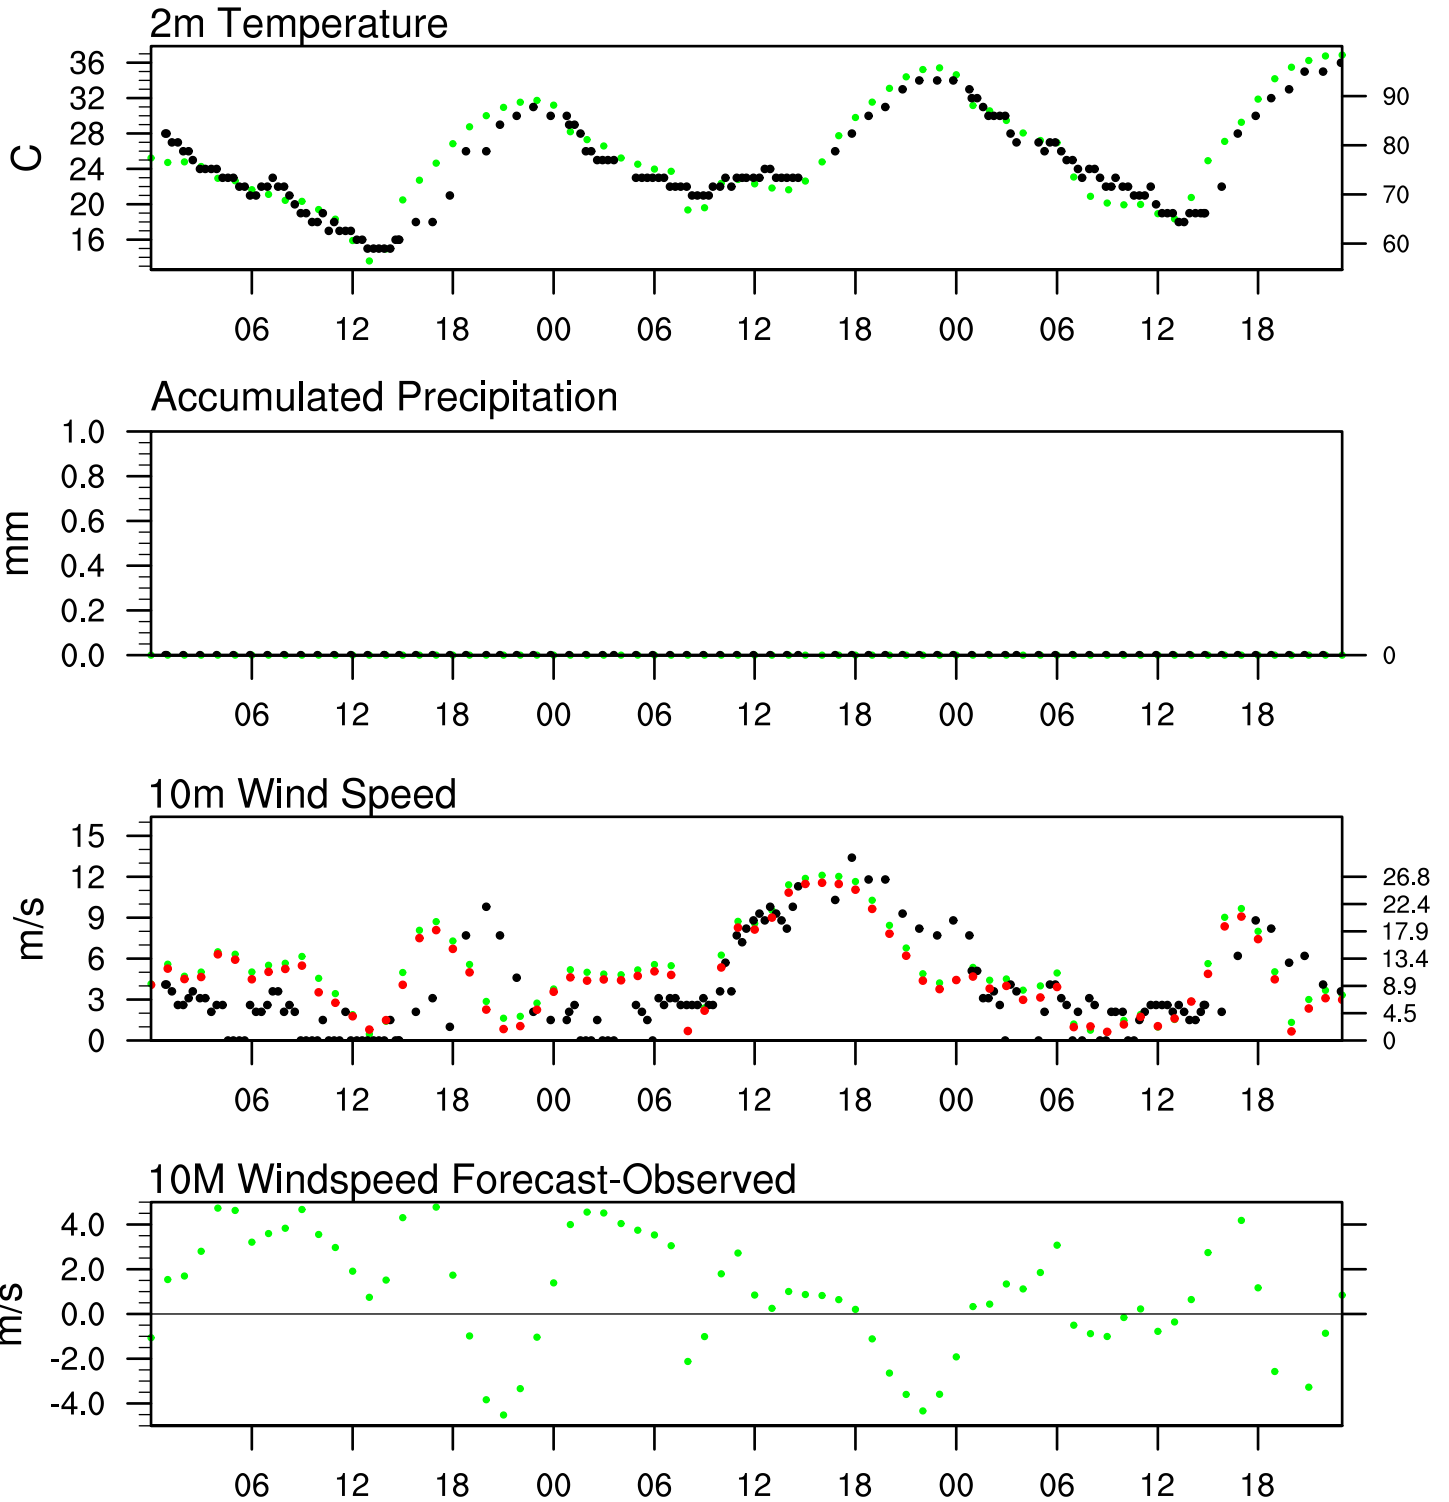 2m Temperature
36
32
28
24
20
16
C
90
80
70
60
06 12 18 00 06 12 18 00 06 12 18
Accumulated Precipitation
1.0
0.8
0.6
0.4
0.2
0.0
mm
0
06 12 18 00 06 12 18 00 06 12 18
10m Wind Speed
15
12
9
6
3
0
m/s
26.8
22.4
17.9
13.4
8.9
4.5
0
06 12 18 00 06 12 18 00 06 12 18
10M Windspeed Forecast-Observed
4.0
2.0
0.0
-2.0
-4.0
m/s
06 12 18 00 06 12 18 00 06 12 18